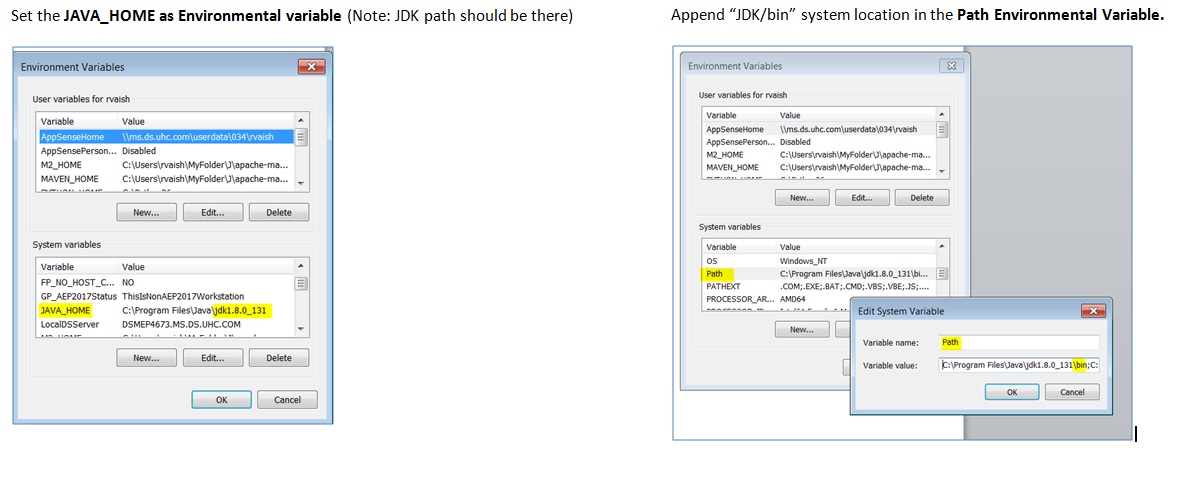 Set the JAVA_HOME as Environmental variable (Note: JDK path should be there)
Environment Variables
User variables for rvaish
Variable Value
AppSenseHome \\ms.ds.uhc.com\userdata\034\rvaish
AppSensePerson... Disabled
M2_HOME C:\Users\rvaish\MyFolder\J\apache-ma...
MAVEN_HOME C:\Users\rvaish\MyFolder\J\apache-ma...
New... Edit... Delete
System variables
Variable Value
FP_NO_HOST_C... NO
GP_AEP2017Status ThisIsNonAEP2017Workstation
JAVA_HOME C:\Program Files\Java\jdk1.8.0_131
LocalDSServer DSMEP4673.MS.DS.UHC.COM
New... Edit... Delete
OK Cancel
Append “JDK/bin” system location in the Path Environmental Variable.
Environment Variables
User variables for rvaish
Variable Value
AppSenseHome \\ms.ds.uhc.com\userdata\034\rvaish
AppSensePerson... Disabled
M2_HOME C:\Users\rvaish\MyFolder\J\apache-ma...
MAVEN_HOME C:\Users\rvaish\MyFolder\J\apache-ma...
New... Edit... Delete
System variables
Variable Value
OS Windows_NT
Path C:\Program Files\Java\jdk1.8.0_131\bi...
PATHEXT .COM;.EXE;.BAT;.CMD;.VBS;.VBE;.JS;....
PROCESSOR_AR... AMD64
New...
Edit System Variable
Variable name: Path
Variable value: C:\Program Files\Java\jdk1.8.0_131\bin;C:
OK Cancel